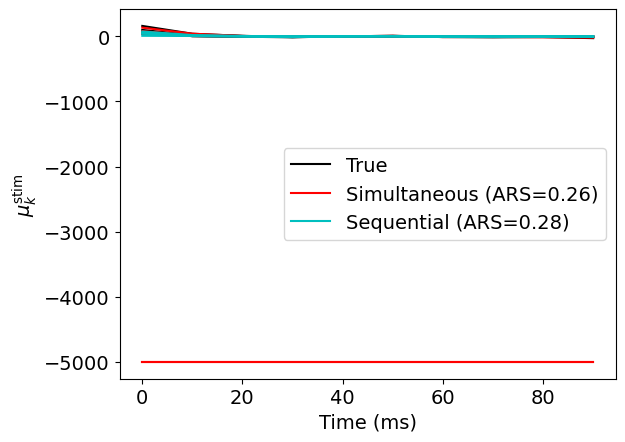 0
−1000
−2000
−3000
−4000
−5000
μ_k^stim
True
Simultaneous (ARS=0.26)
Sequential (ARS=0.28)
0 20 40 60 80
Time (ms)